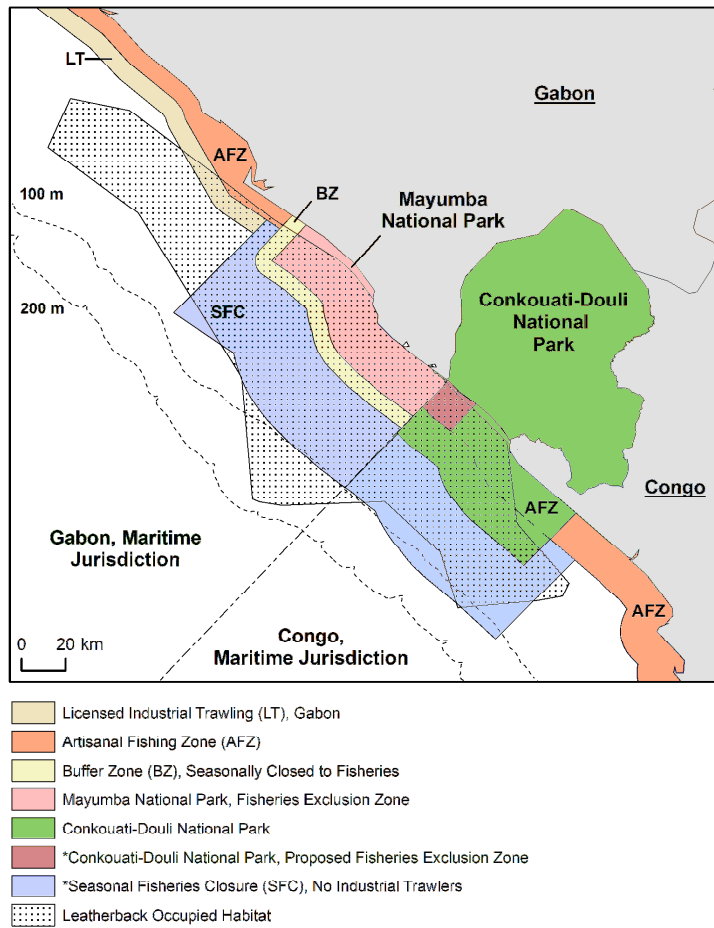 LT
Gabon
AFZ
BZ
100 m
Mayumba
National Park
200 m
SFC
Conkouati-Douli
National
Park
Congo
AFZ
Gabon, Maritime
Jurisdiction
AFZ
0 20 km
Congo,
Maritime Jurisdiction
Licensed Industrial Trawling (LT), Gabon
Artisanal Fishing Zone (AFZ)
Buffer Zone (BZ), Seasonally Closed to Fisheries
Mayumba National Park, Fisheries Exclusion Zone
Conkouati-Douli National Park
*Conkouati-Douli National Park, Proposed Fisheries Exclusion Zone
*Seasonal Fisheries Closure (SFC), No Industrial Trawlers
Leatherback Occupied Habitat